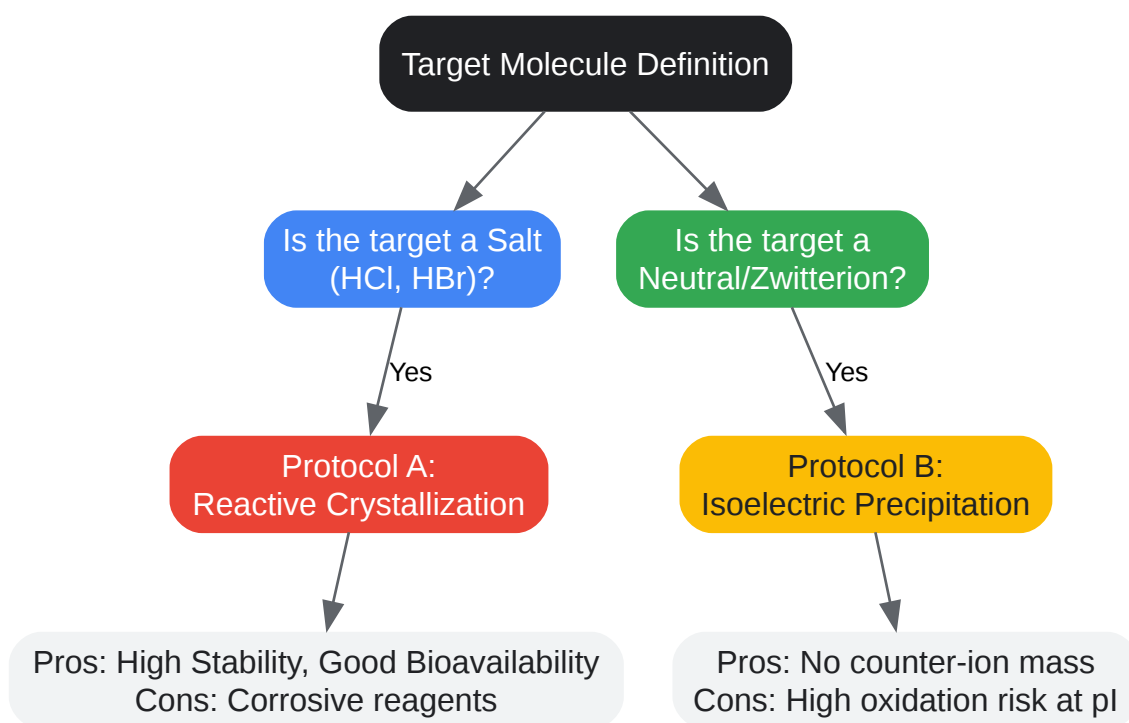 Target Molecule Definition
Is the target a Salt
(HCl, HBr)?
Is the target a
Neutral/Zwitterion?
Yes
Yes
Protocol A:
Reactive Crystallization
Protocol B:
Isoelectric Precipitation
Pros: High Stability, Good Bioavailability
Cons: Corrosive reagents
Pros: No counter-ion mass
Cons: High oxidation risk at pI